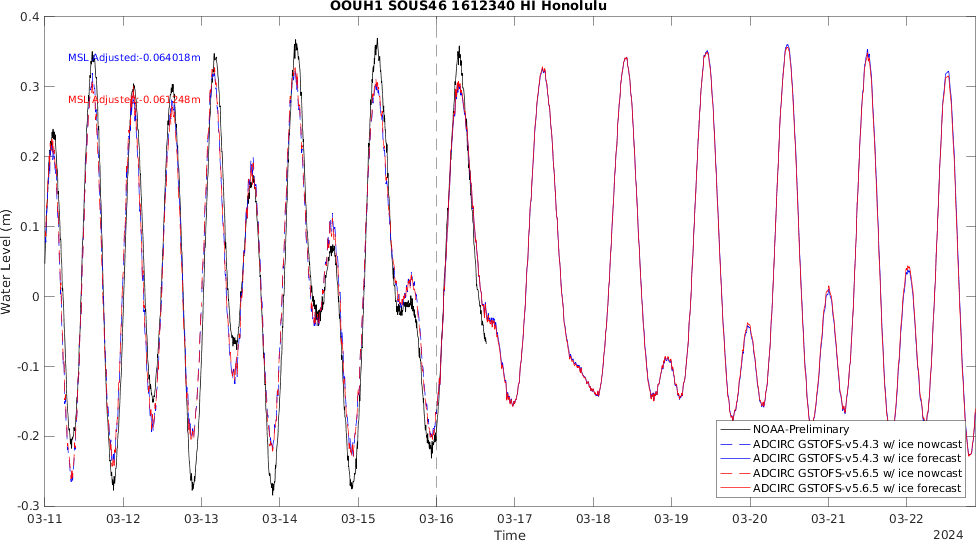 OOUH1 SOUS46 1612340 HI Honolulu
0.4
MSL Adjusted:-0.064018m
0.3
MSL Adjusted:-0.061248m
0.2
0.1
Water Level (m)
0
-0.1
-0.2
-0.3
NOAA-Preliminary
ADCIRC GSTOFS-v5.4.3 w/ ice nowcast
ADCIRC GSTOFS-v5.4.3 w/ ice forecast
ADCIRC GSTOFS-v5.6.5 w/ ice nowcast
ADCIRC GSTOFS-v5.6.5 w/ ice forecast
03-11 03-12 03-13 03-14 03-15 03-16 03-17 03-18 03-19 03-20 03-21 03-22
Time
2024